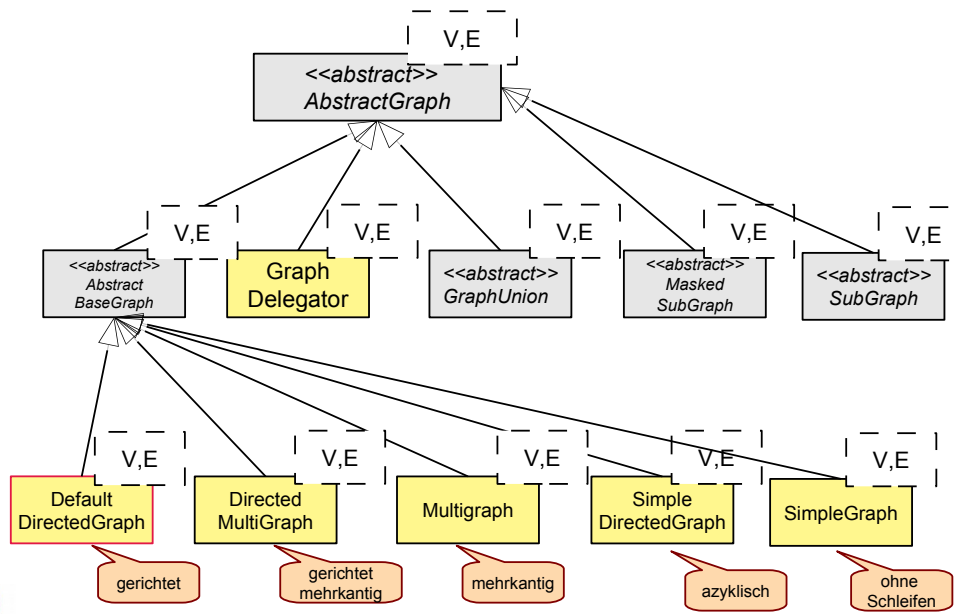 V,E
<<abstract>>
AbstractGraph
V,E
V,E
V,E
V,E
V,E
<<abstract>>
Abstract
BaseGraph
Graph
Delegator
<<abstract>>
GraphUnion
<<abstract>>
Masked
SubGraph
<<abstract>>
SubGraph
V,E
V,E
V,E
V,E
V,E
Default
DirectedGraph
Directed
MultiGraph
Multigraph
Simple
DirectedGraph
SimpleGraph
gerichtet
gerichtet
mehrkantig
mehrkantig
azyklisch
ohne
Schleifen